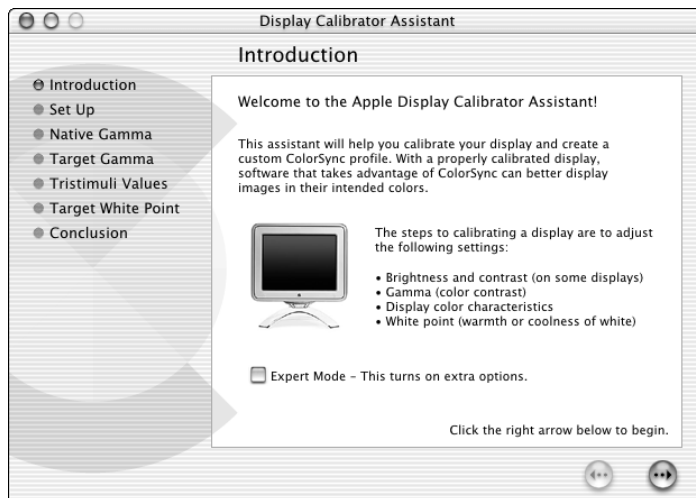 Display Calibrator Assistant
Introduction
Introduction
Set Up
Native Gamma
Target Gamma
Tristimuli Values
Target White Point
Conclusion
Welcome to the Apple Display Calibrator Assistant!
This assistant will help you calibrate your display and create a
custom ColorSync profile. With a properly calibrated display,
software that takes advantage of ColorSync can better display
images in their intended colors.
The steps to calibrating a display are to adjust
the following settings:
• Brightness and contrast (on some displays)
• Gamma (color contrast)
• Display color characteristics
• White point (warmth or coolness of white)
Expert Mode – This turns on extra options.
Click the right arrow below to begin.